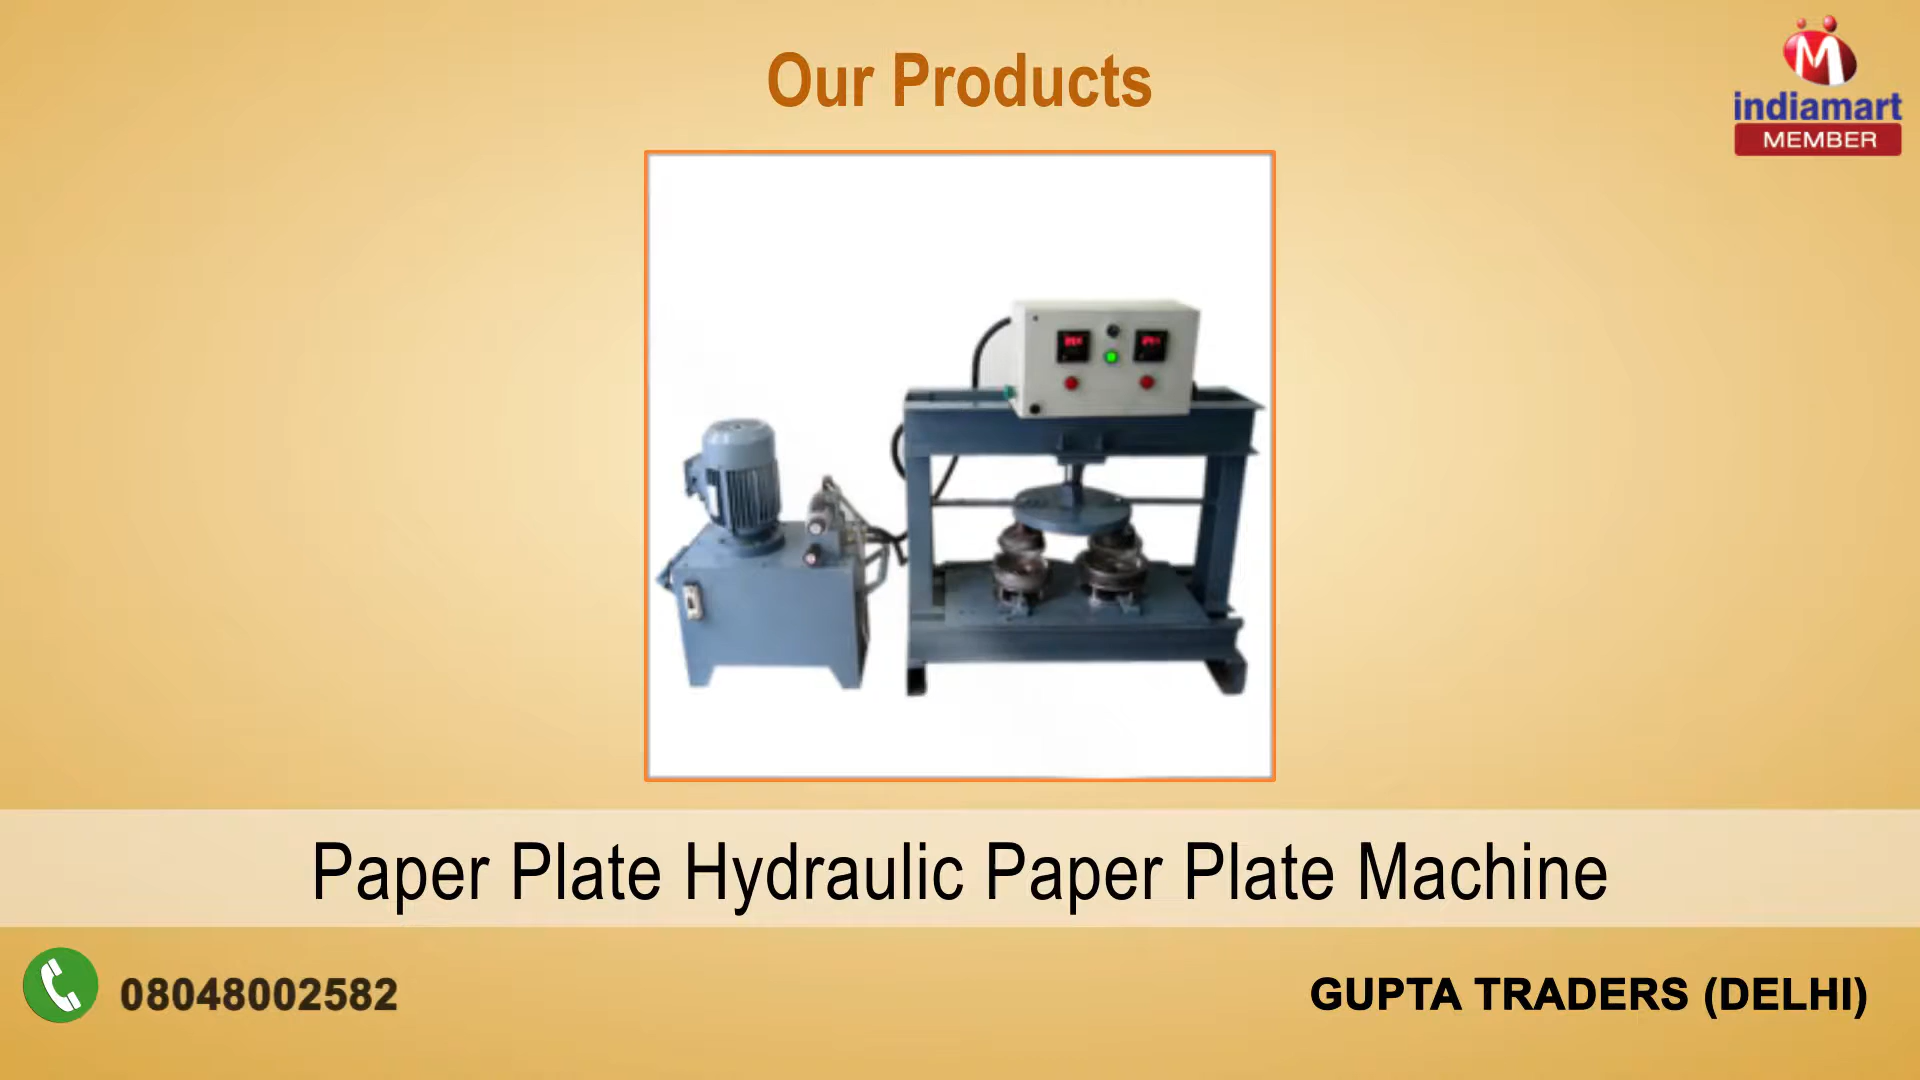 Our Products
M
indiamart
MEMBER
Paper Plate Hydraulic Paper Plate Machine
08048002582
GUPTA TRADERS (DELHI)